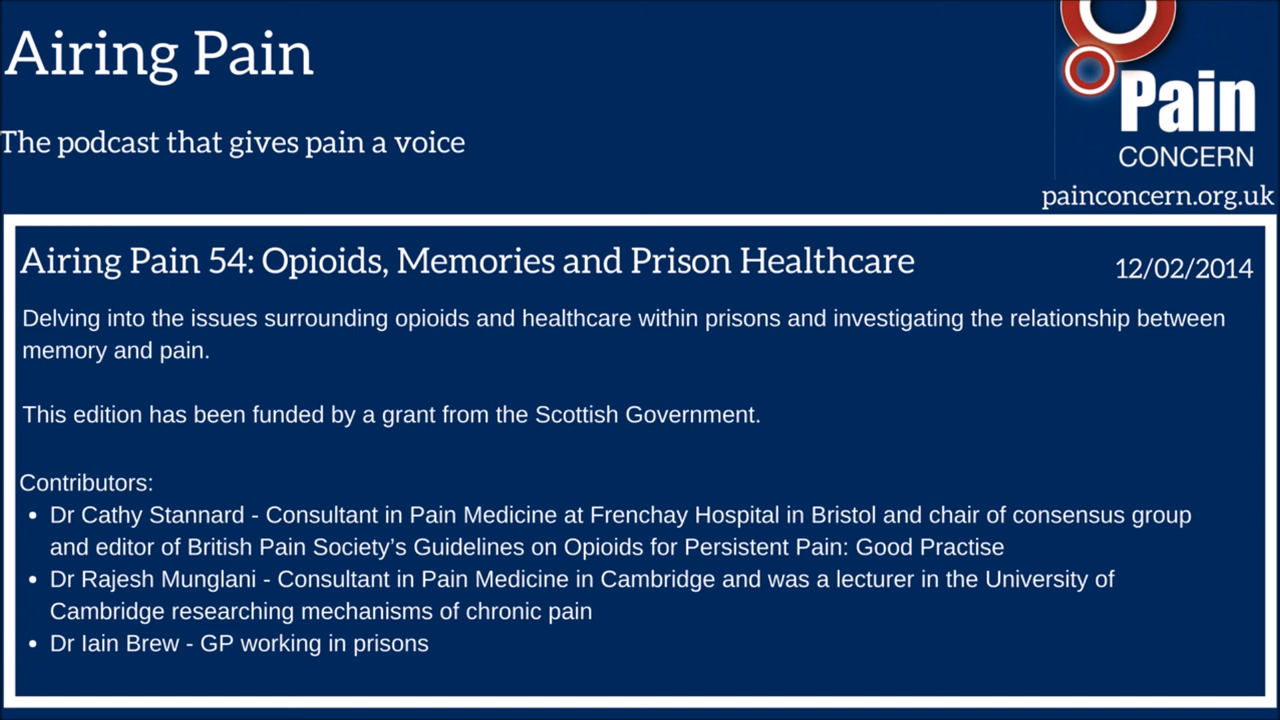 Airing Pain
The podcast that gives pain a voice
Pain
CONCERN
painconcern.org.uk
Airing Pain 54: Opioids, Memories and Prison Healthcare
12/02/2014
Delving into the issues surrounding opioids and healthcare within prisons and investigating the relationship between
memory and pain.
This edition has been funded by a grant from the Scottish Government.
Contributors:
• Dr Cathy Stannard - Consultant in Pain Medicine at Frenchay Hospital in Bristol and chair of consensus group
and editor of British Pain Society’s Guidelines on Opioids for Persistent Pain: Good Practise
• Dr Rajesh Munglani - Consultant in Pain Medicine in Cambridge and was a lecturer in the University of
Cambridge researching mechanisms of chronic pain
• Dr Iain Brew - GP working in prisons